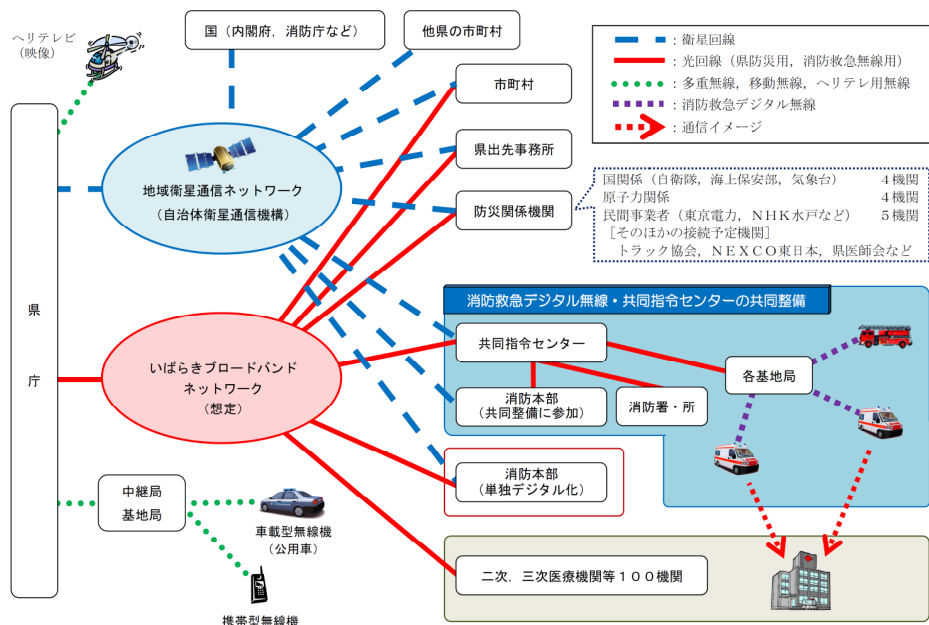 ヘリテレビ
(映像)
国（内閣府，消防庁など）
他県の市町村
：衛星回線
：光回線（県防災用，消防救急無線用）
：多重無線，移動無線，ヘリテレ用無線
：消防救急デジタル無線
：通信イメージ
市町村
県出先事務所
防災関係機関
地域衛星通信ネットワーク
（自治体衛星通信機構）
国関係（自衛隊，海上保安部，気象台）　４機関
原子力関係　４機関
民間事業者（東京電力，ＮＨＫ水戸など）　５機関
［そのほかの接続予定機関］
トラック協会，ＮＥＸＣＯ東日本，県医師会など
県
庁
消防救急デジタル無線・共同指令センターの共同整備
共同指令センター
各基地局
消防本部
（共同整備に参加）
消防署・所
いばらきブロードバンド
ネットワーク
（想定）
消防本部
（単独デジタル化）
中継局
基地局
車載型無線機
（公用車）
携帯型無線機
二次，三次医療機関等１００機関